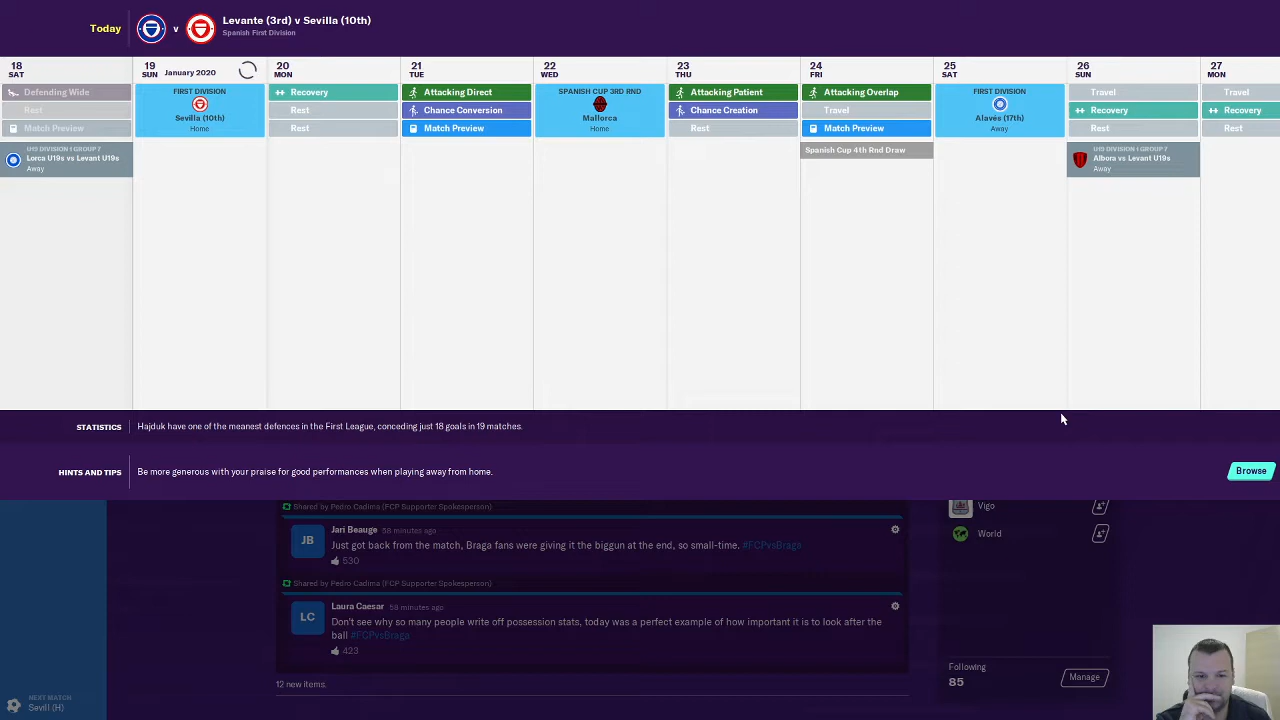 Today
v
Levante (3rd) v Sevilla (10th)
Spanish First Division
18
SAT
19
SUN
January 2020
20
MON
21
TUE
22
WED
23
THU
24
FRI
25
SAT
26
SUN
27
MON
Defending Wide
Rest
Match Preview
U19 DIVISION 1 GROUP 7
Lorca U19s vs Levant U19s
Away
FIRST DIVISION
Sevilla (10th)
Home
Recovery
Rest
Rest
Attacking Direct
Chance Conversion
Match Preview
SPANISH CUP 3RD RND
Mallorca
Home
Attacking Patient
Chance Creation
Rest
Attacking Overlap
Travel
Match Preview
Spanish Cup 4th Rnd Draw
FIRST DIVISION
Alavés (17th)
Away
Travel
Recovery
Rest
U19 DIVISION 1 GROUP 7
Albora vs Levant U19s
Away
Travel
Recovery
Rest
STATISTICS
Hajduk have one of the meanest defences in the First League, conceding just 18 goals in 19 matches.
HINTS AND TIPS
Be more generous with your praise for good performances when playing away from home.
Browse
Shared by Pedro Cadima (FCP Supporter Spokesperson)
JB
Jari Beauge
58 minutes ago
Just got back from the match, Braga fans were giving it the biggun at the end, so small-time. #FCPvsBraga
530
Shared by Pedro Cadima (FCP Supporter Spokesperson)
LC
Laura Caesar
58 minutes ago
Don't see why so many people write off possession stats, today was a perfect example of how important it is to look after the
ball #FCPvsBraga
423
12 new items.
Vigo
World
Following
85
Manage
NEXT MATCH
Sevill (H)